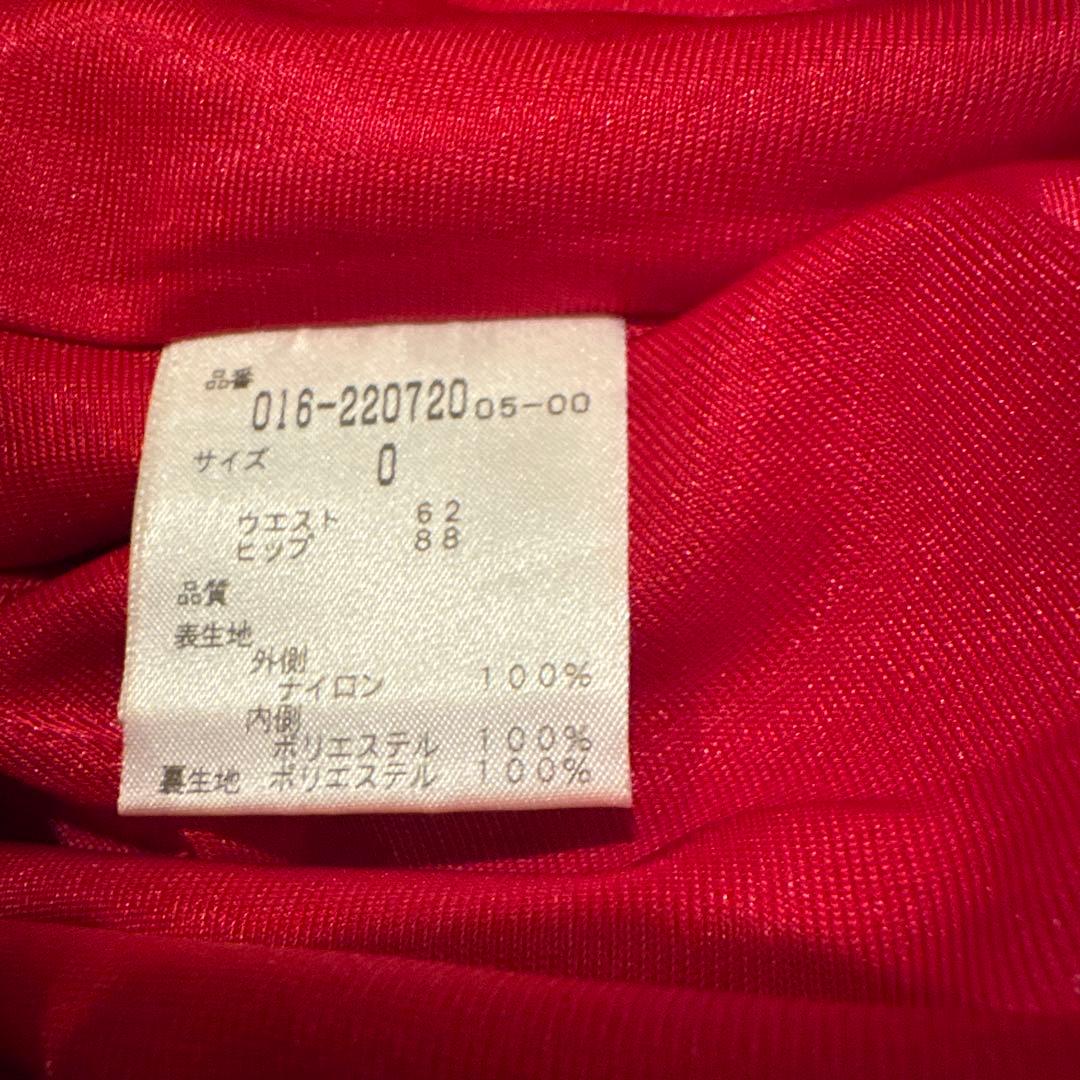 品番
016-220720 05-00
サイズ 0
ウエスト 62
ヒップ 88
品質
表生地
外側
ナイロン 100%
内側
ポリエステル 100%
裏生地 ポリエステル 100%